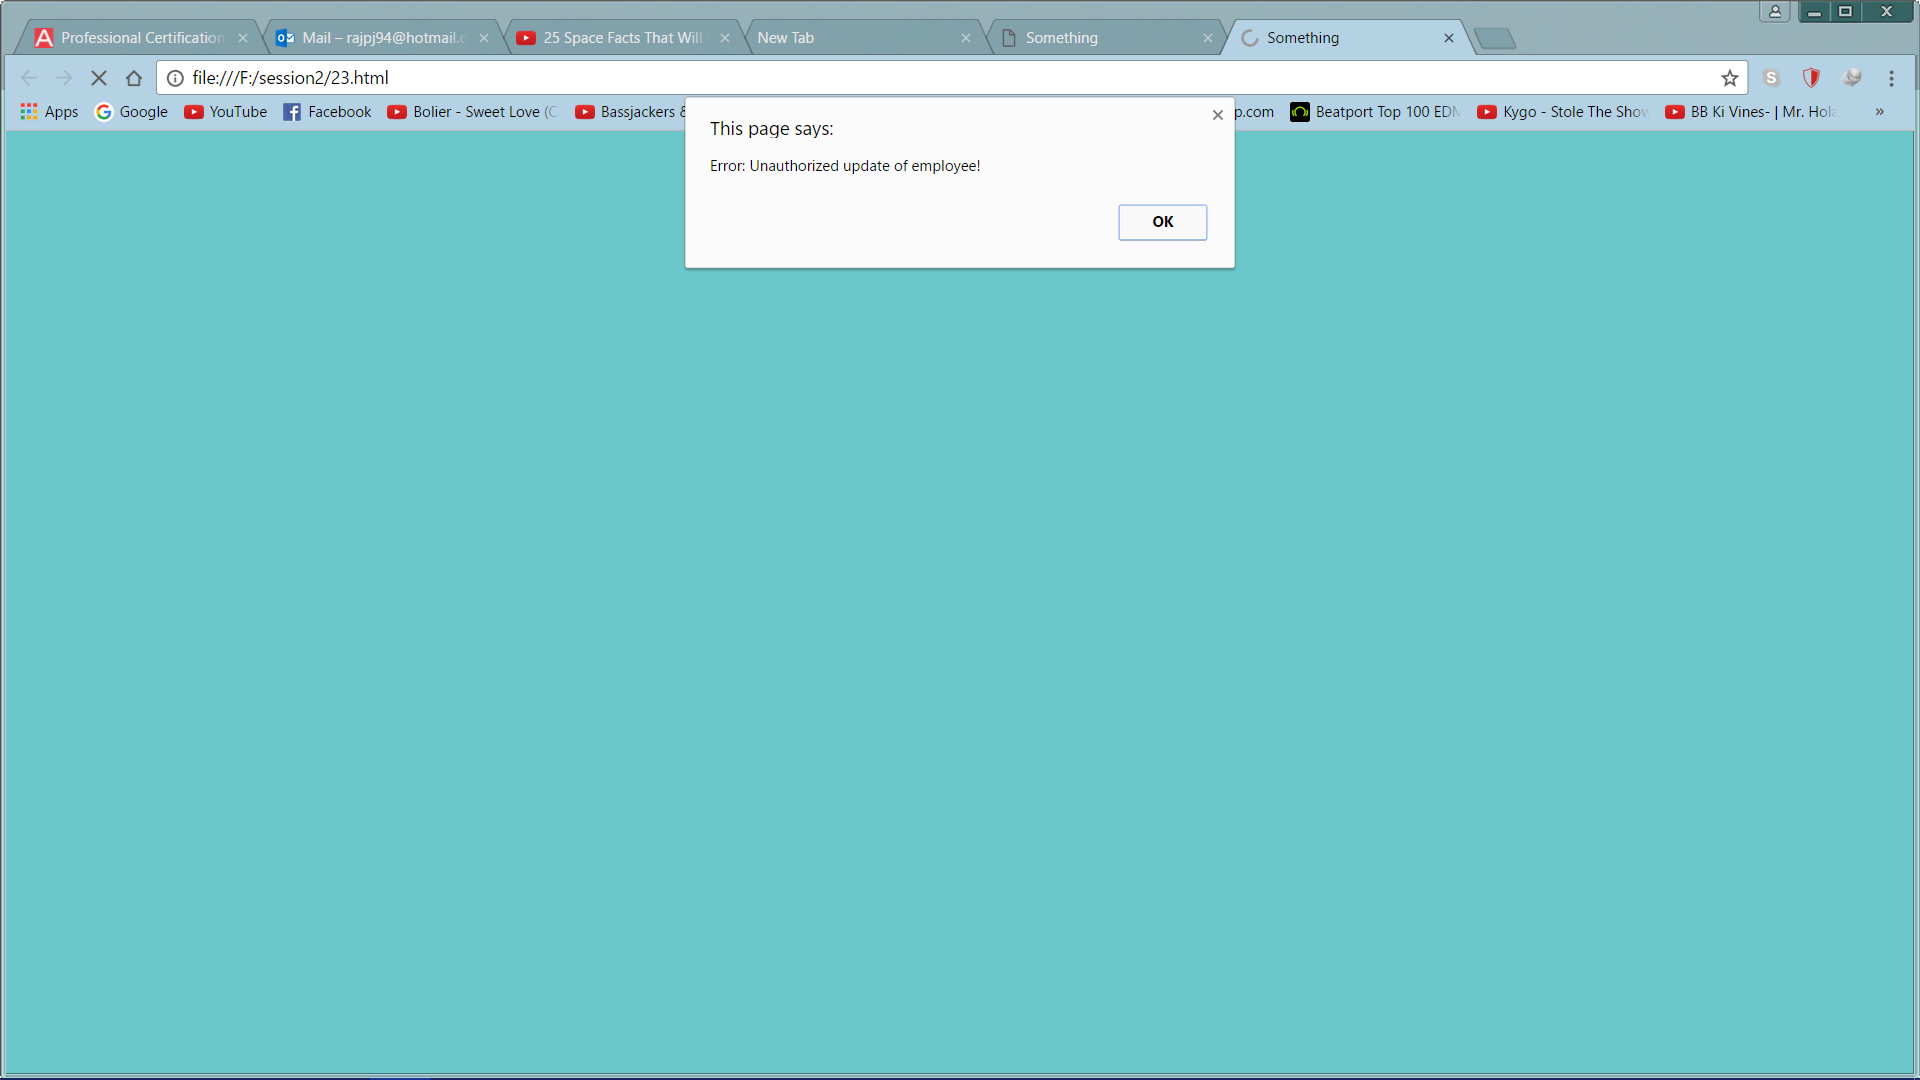 Professional Certification
Mail – rajpj94@hotmail.c
25 Space Facts That Will
New Tab
Something
Something
file:///F:/session2/23.html
Apps
Google
YouTube
Facebook
Bolier - Sweet Love (C
Bassjackers &
p.com
Beatport Top 100 EDM
Kygo - Stole The Show
BB Ki Vines- | Mr. Hola
»
This page says:
Error: Unauthorized update of employee!
OK